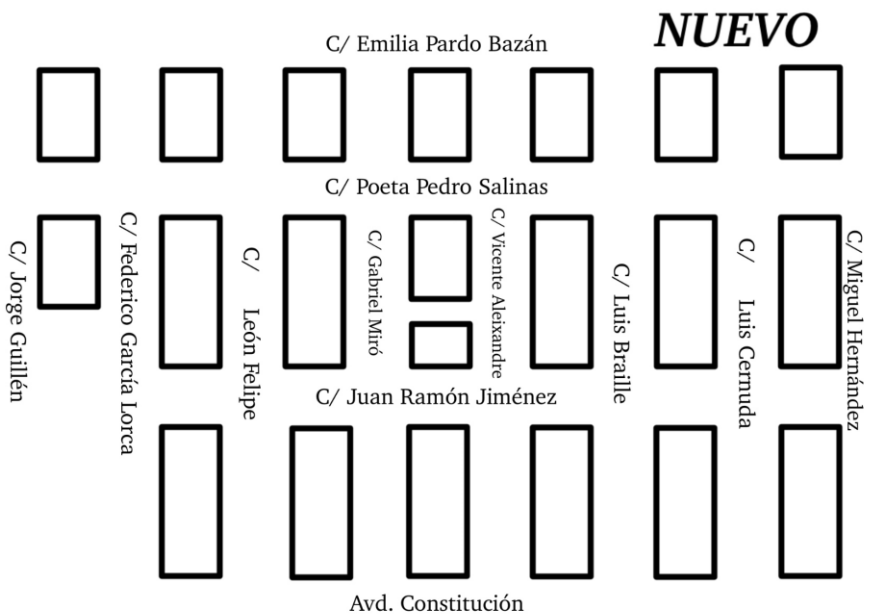 NUEVO
C/ Emilia Pardo Bazán
C/ Poeta Pedro Salinas
C/ Jorge Guillén
C/ Federico García Lorca
C/ León Felipe
C/ Gabriel Miró
C/ Vicente Aleixandre
C/ Luis Braille
C/ Luis Cernuda
C/ Miguel Hernández
C/ Juan Ramón Jiménez
Avd. Constitución